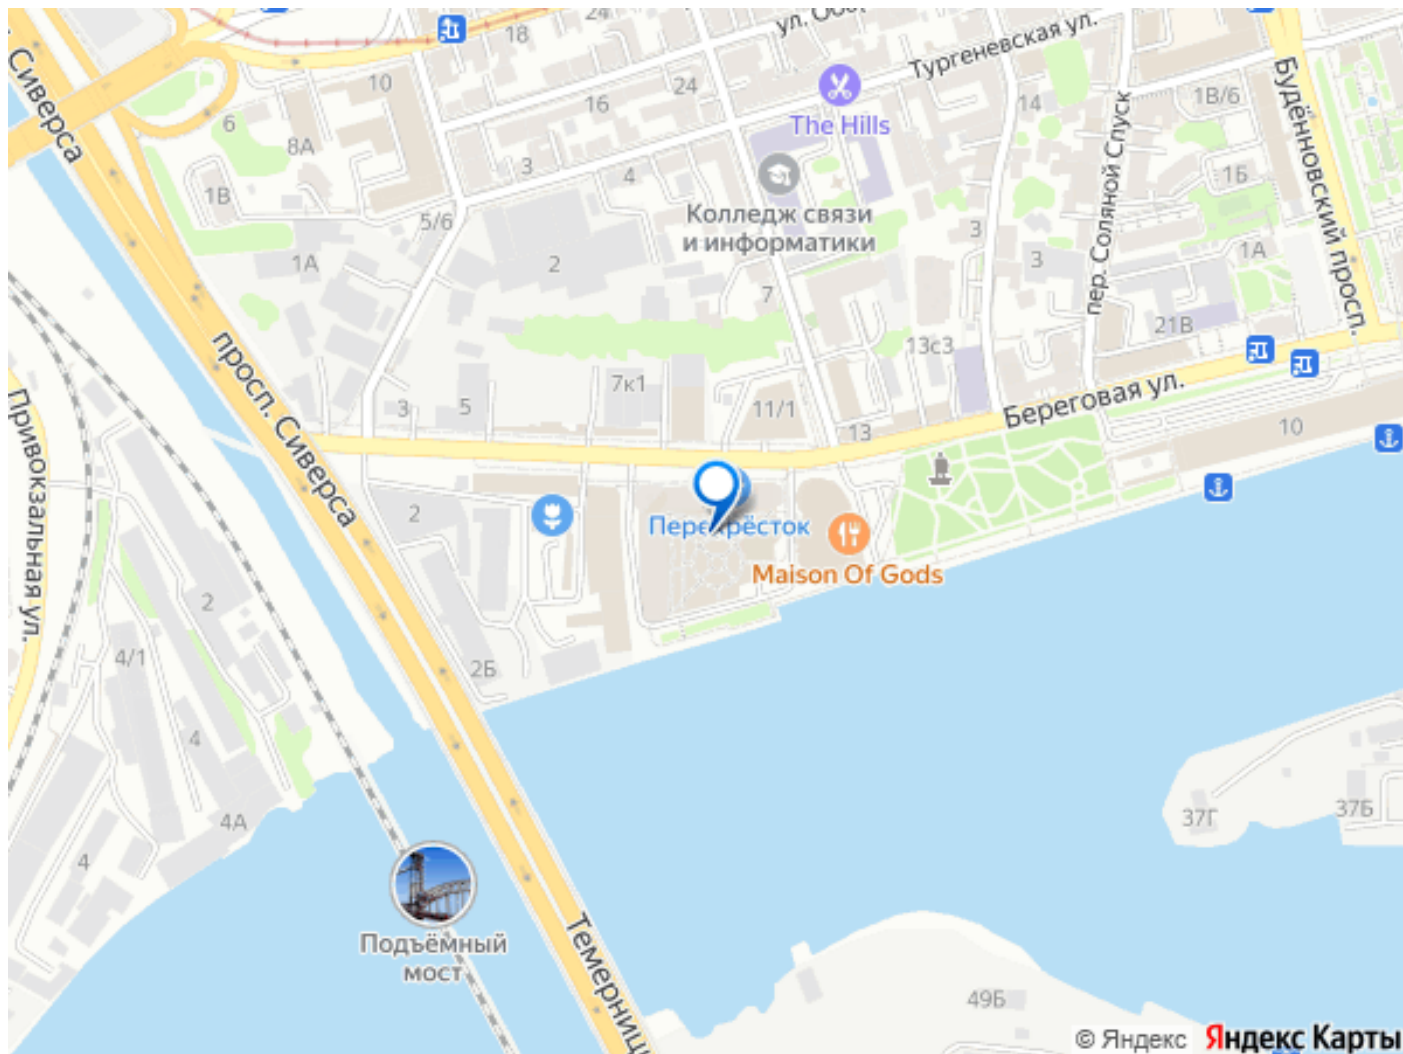 24
ул. Обор
18
Тургеневская ул.
Сиверса
10
24
16
14
1В/6
Будённовский просп.
6
The Hills
8А
3
4
1Б
1В
пер. Соляной Спуск
Колледж связи
и информатики
5/6
3
1А
2
3
1А
7
21В
13с3
просп. Сиверса
7к1
3
5
11/1
13
Береговая ул.
10
Привокзальная ул.
2
Перекрёсток
Maison Of Gods
2
4/1
2Б
4
4А
4
37Г
37Б
Подъёмный
мост
Темерниц
49Б
© Яндекс
Яндекс Карты